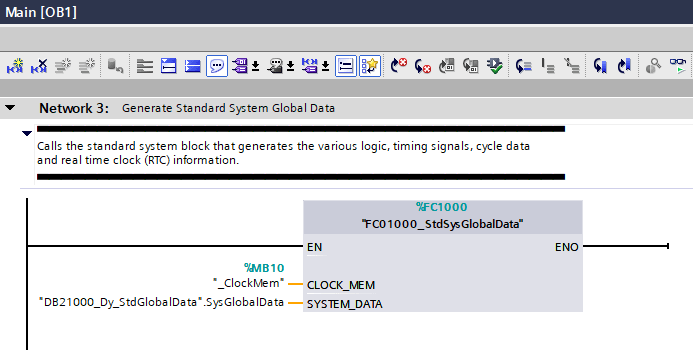 Main [OB1]
Network 3: Generate Standard System Global Data
Calls the standard system block that generates the various logic, timing signals, cycle data
and real time clock (RTC) information.
%FC1000
"FC01000_StdSysGlobalData"
EN ENO
%MB10
"_ClockMem" CLOCK_MEM
"DB21000_Dy_StdGlobalData".SysGlobalData SYSTEM_DATA